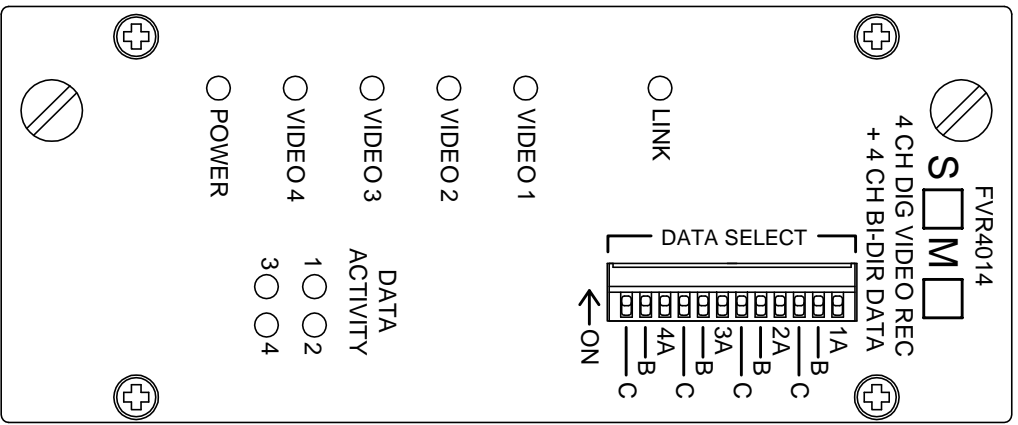 FVR4014
S M
4 CH DIG VIDEO REC
+ 4 CH BI-DIR DATA
LINK
VIDEO 1
VIDEO 2
VIDEO 3
VIDEO 4
POWER
DATA SELECT
1A
B
C
2A
B
C
3A
B
C
4A
B
C
ON
DATA
ACTIVITY
1 2
3 4